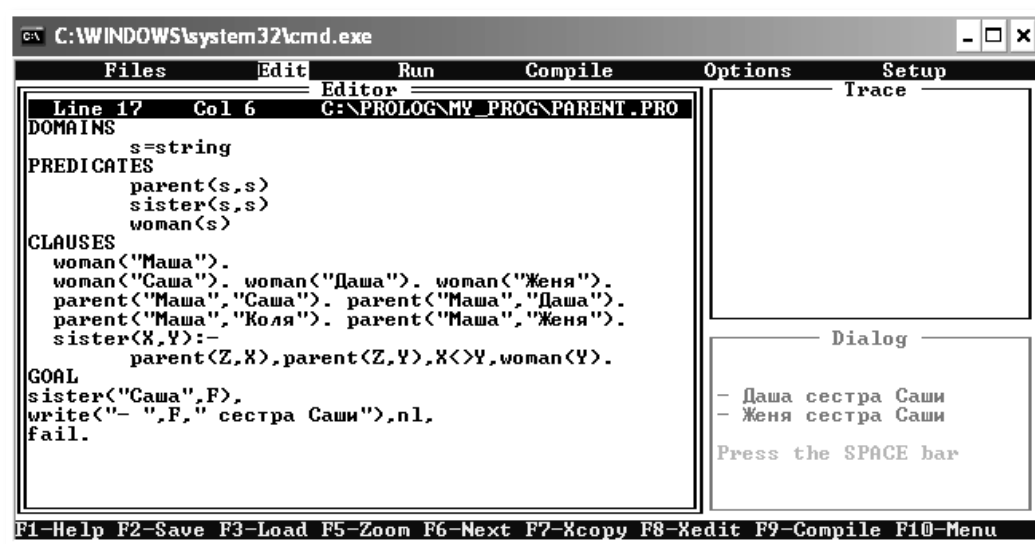 C:\WINDOWS\system32\cmd.exe
Files Edit Run Compile Options Setup
Editor
Line 17 Col 6 C:\PROLOG\MY_PROG\PARENT.PRO
DOMAINS
s=string
PREDICATES
parent(s,s)
sister(s,s)
woman(s)
CLAUSES
woman("Маша").
woman("Саша"). woman("Даша"). woman("Женя").
parent("Маша","Саша"). parent("Маша","Даша").
parent("Маша","Коля"). parent("Маша","Женя").
sister(X,Y):-
parent(Z,X),parent(Z,Y),X<>Y,woman(Y).
GOAL
sister("Саша",F),
write("- ",F," сестра Саши"),nl,
fail.
Trace
Dialog
- Даша сестра Саши
- Женя сестра Саши
Press the SPACE bar
F1-Help F2-Save F3-Load F5-Zoom F6-Next F7-Xcopy F8-Xedit F9-Compile F10-Menu